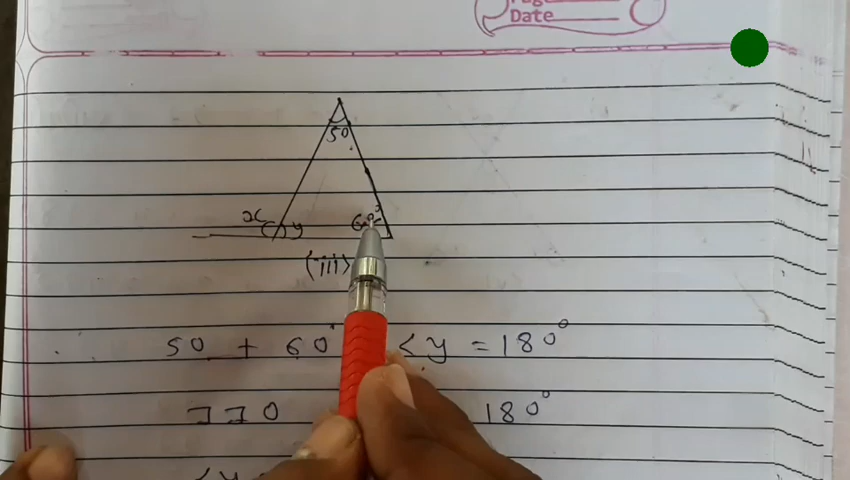 Date
50
x y 60°
(iii)
50 + 60° <y = 180°
110 180°
<y